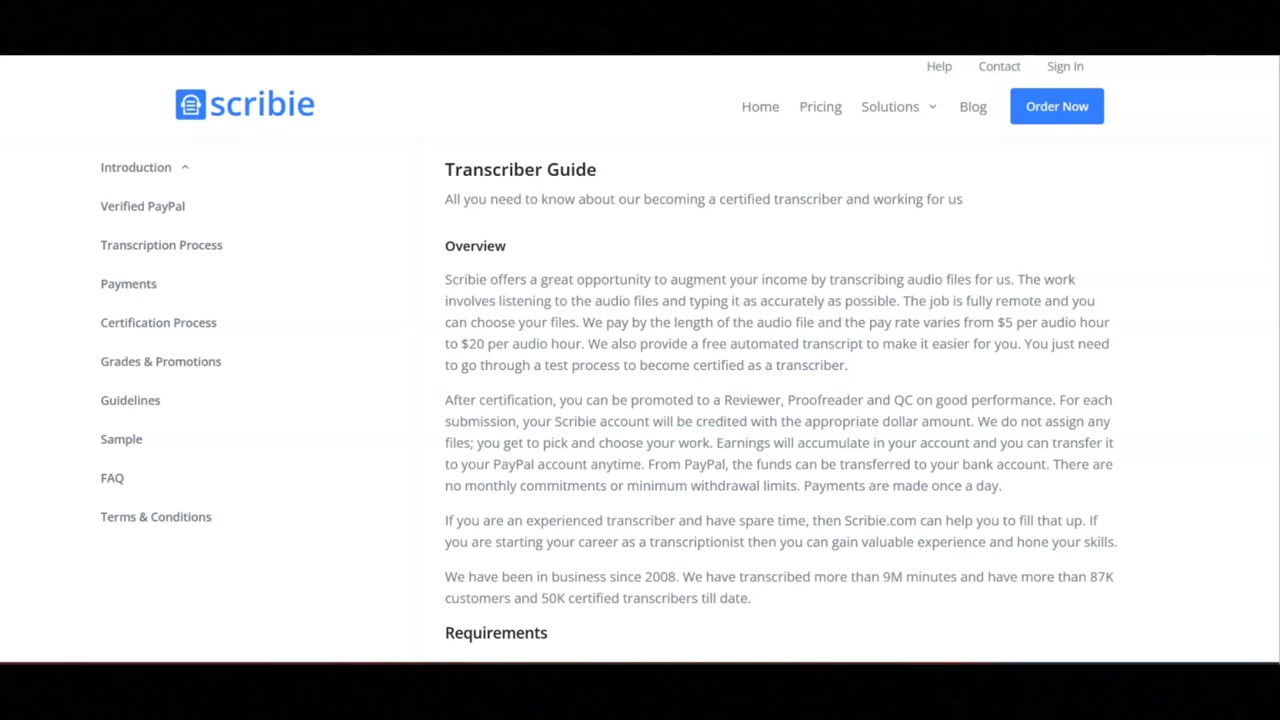 Help Contact Sign In
scribie
Home Pricing Solutions Blog Order Now
Introduction
Verified PayPal
Transcription Process
Payments
Certification Process
Grades & Promotions
Guidelines
Sample
FAQ
Terms & Conditions
Transcriber Guide
All you need to know about our becoming a certified transcriber and working for us
Overview
Scribie offers a great opportunity to augment your income by transcribing audio files for us. The work
involves listening to the audio files and typing it as accurately as possible. The job is fully remote and you
can choose your files. We pay by the length of the audio file and the pay rate varies from $5 per audio hour
to $20 per audio hour. We also provide a free automated transcript to make it easier for you. You just need
to go through a test process to become certified as a transcriber.
After certification, you can be promoted to a Reviewer, Proofreader and QC on good performance. For each
submission, your Scribie account will be credited with the appropriate dollar amount. We do not assign any
files; you get to pick and choose your work. Earnings will accumulate in your account and you can transfer it
to your PayPal account anytime. From PayPal, the funds can be transferred to your bank account. There are
no monthly commitments or minimum withdrawal limits. Payments are made once a day.
If you are an experienced transcriber and have spare time, then Scribie.com can help you to fill that up. If
you are starting your career as a transcriptionist then you can gain valuable experience and hone your skills.
We have been in business since 2008. We have transcribed more than 9M minutes and have more than 87K
customers and 50K certified transcribers till date.
Requirements